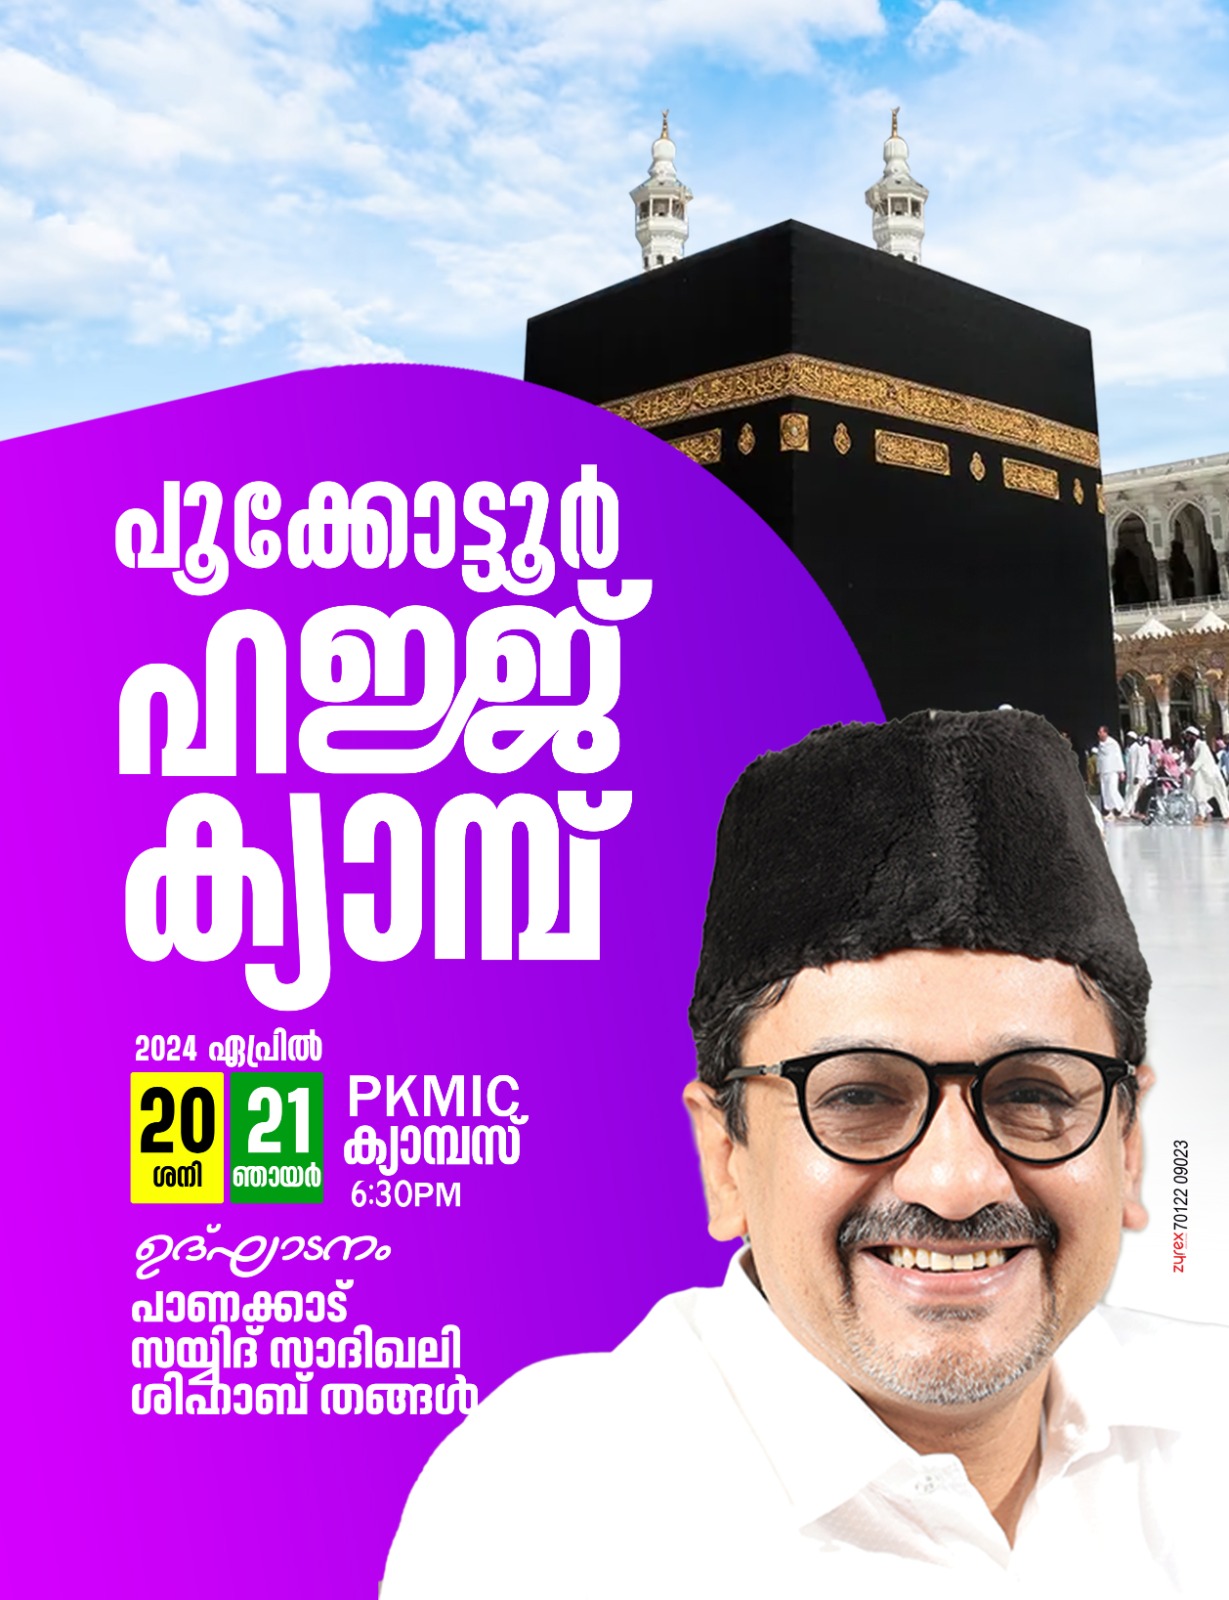 പൂക്കോട്ടൂർ
ഹജ്ജ്
ക്യാമ്പ്
2024 ഏപ്രിൽ
20
ശനി
21
ഞായർ
PKMIC
ക്യാമ്പസ്
6:30PM
ഉദ്ഘാടനം
പാണക്കാട്
സയ്യിദ് സാദിഖലി
ശിഹാബ് തങ്ങൾ
zyrex 70122 09023